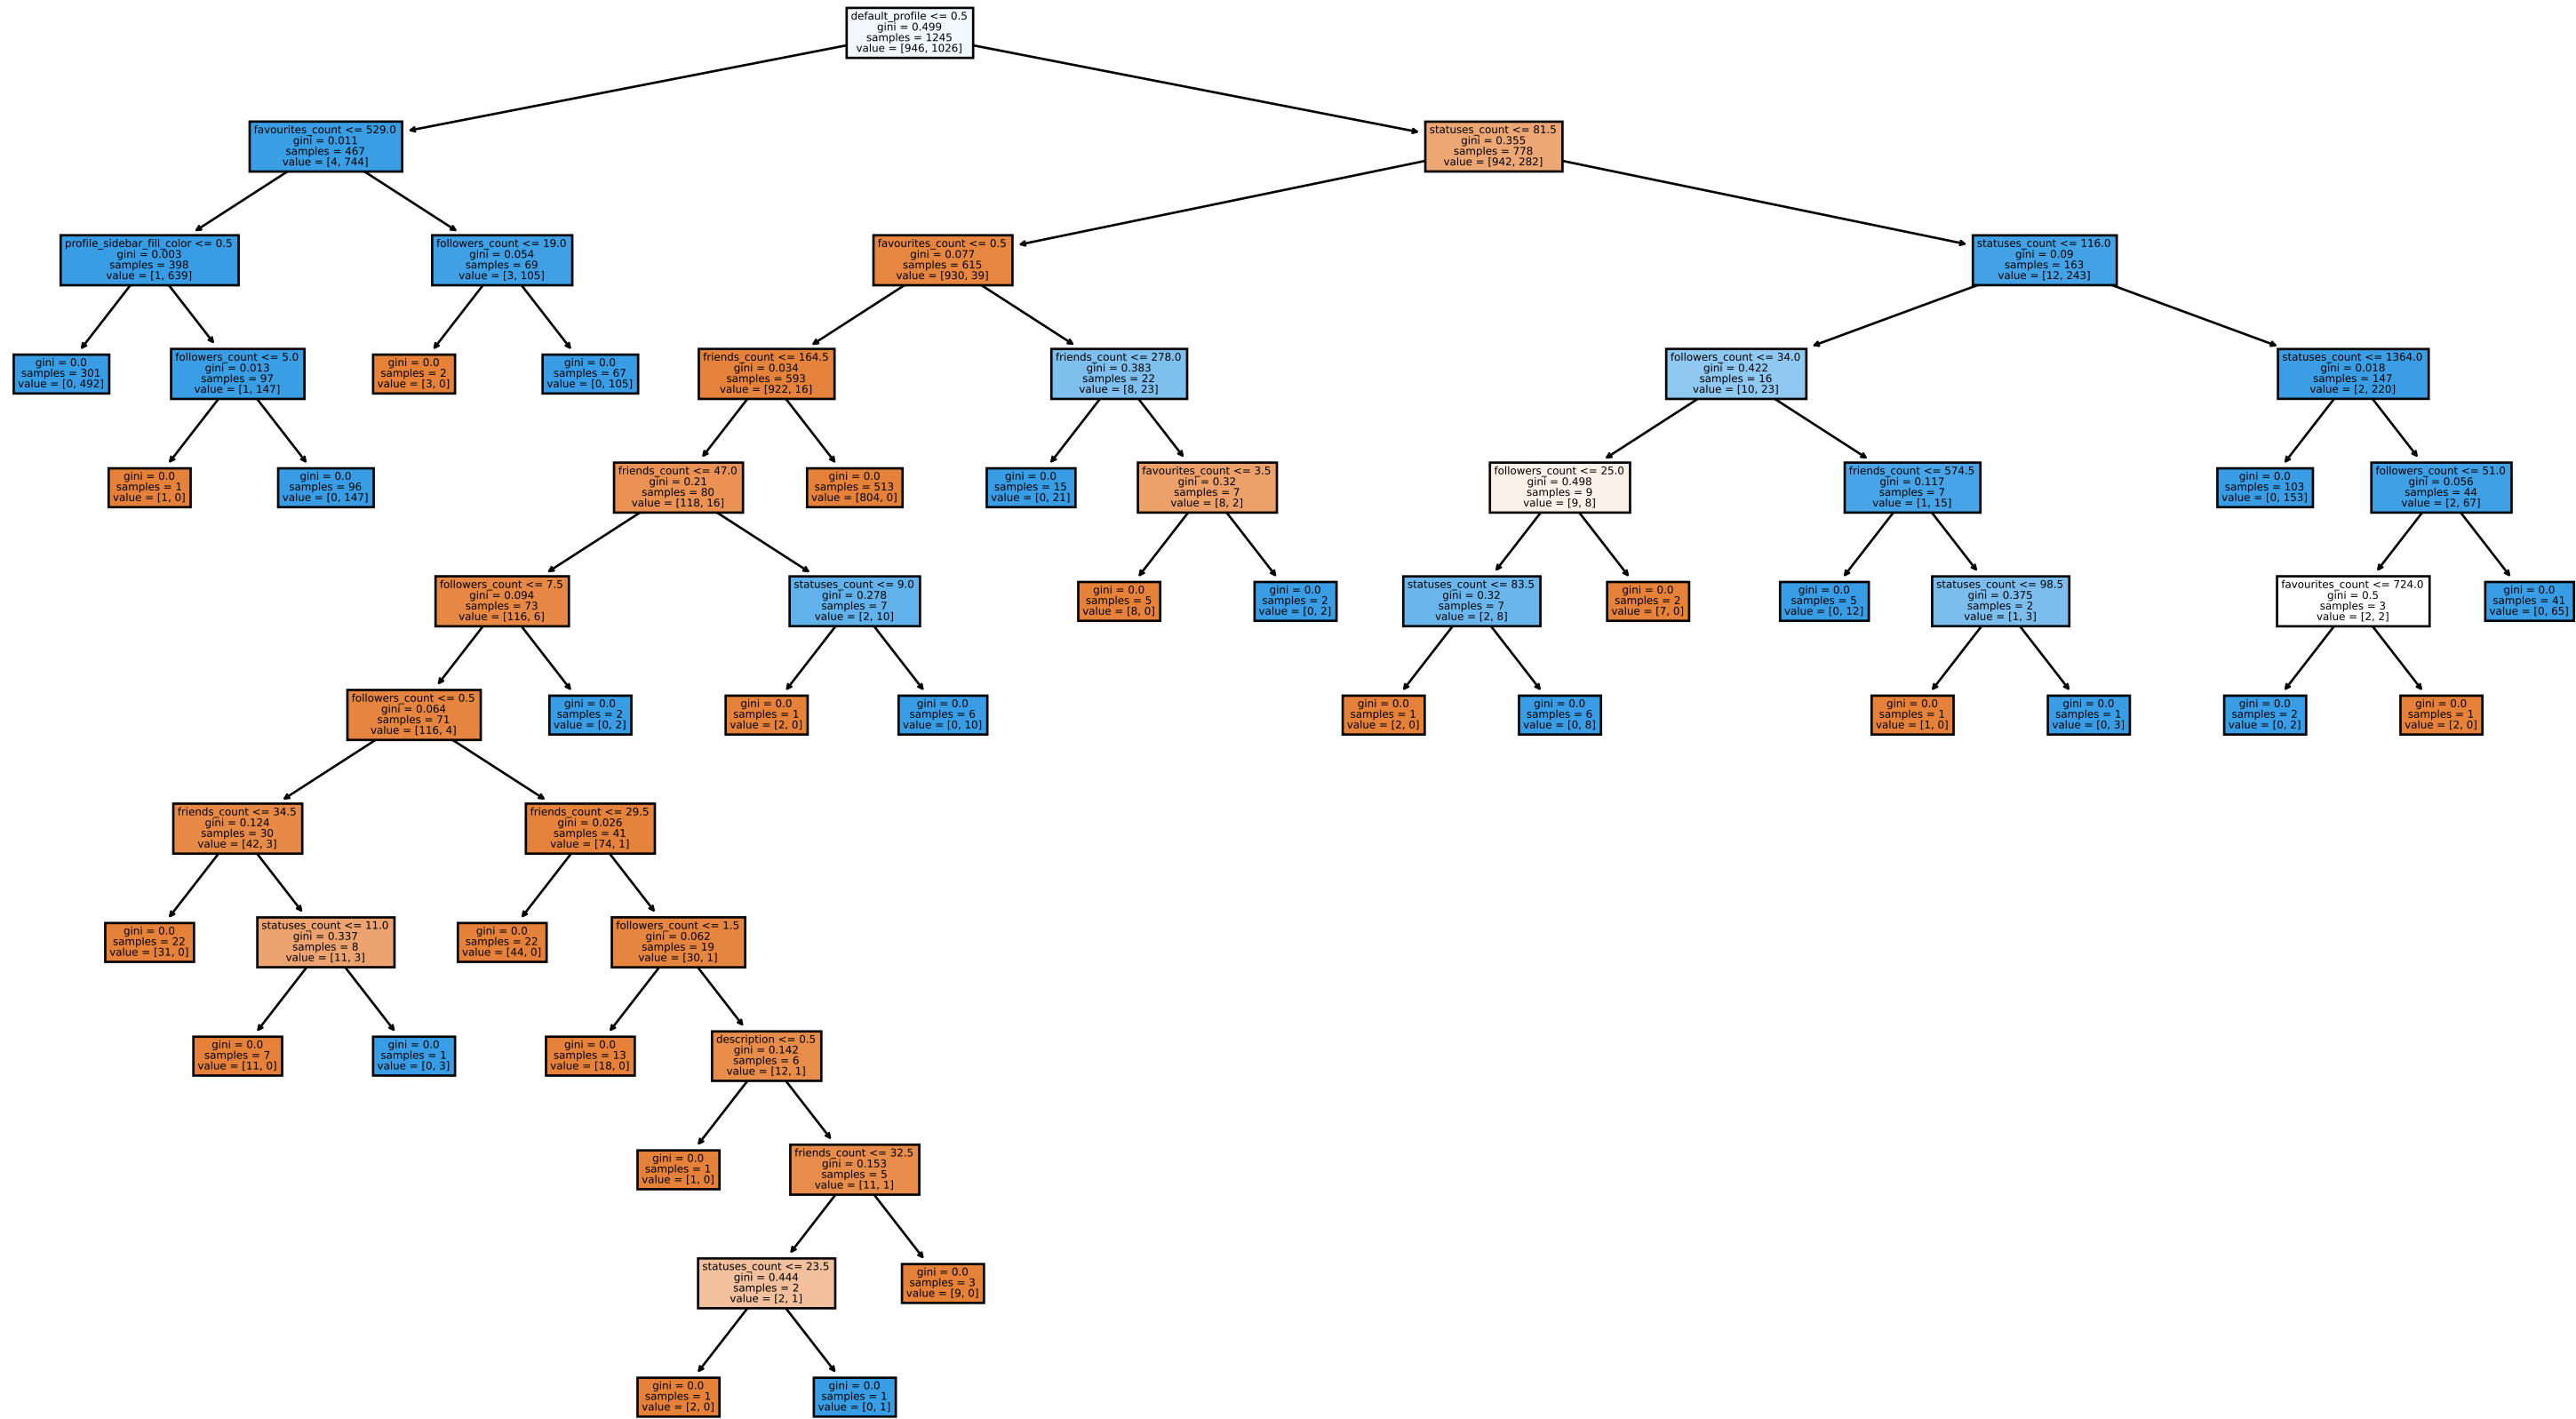 default_profile <= 0.5
gini = 0.499
samples = 1245
value = [946, 1026]
favourites_count <= 529.0
gini = 0.011
samples = 467
value = [4, 744]
statuses_count <= 81.5
gini = 0.355
samples = 778
value = [942, 282]
profile_sidebar_fill_color <= 0.5
gini = 0.003
samples = 398
value = [1, 639]
followers_count <= 19.0
gini = 0.054
samples = 69
value = [3, 105]
favourites_count <= 0.5
gini = 0.077
samples = 615
value = [930, 39]
statuses_count <= 116.0
gini = 0.09
samples = 163
value = [12, 243]
gini = 0.0
samples = 301
value = [0, 492]
followers_count <= 5.0
gini = 0.013
samples = 97
value = [1, 147]
gini = 0.0
samples = 2
value = [3, 0]
gini = 0.0
samples = 67
value = [0, 105]
friends_count <= 164.5
gini = 0.034
samples = 593
value = [922, 16]
friends_count <= 278.0
gini = 0.383
samples = 22
value = [8, 23]
followers_count <= 34.0
gini = 0.422
samples = 16
value = [10, 23]
statuses_count <= 1364.0
gini = 0.018
samples = 147
value = [2, 220]
gini = 0.0
samples = 1
value = [1, 0]
gini = 0.0
samples = 96
value = [0, 147]
friends_count <= 47.0
gini = 0.21
samples = 80
value = [118, 16]
gini = 0.0
samples = 513
value = [804, 0]
gini = 0.0
samples = 15
value = [0, 21]
favourites_count <= 3.5
gini = 0.32
samples = 7
value = [8, 2]
followers_count <= 25.0
gini = 0.498
samples = 9
value = [9, 8]
friends_count <= 574.5
gini = 0.117
samples = 7
value = [1, 15]
gini = 0.0
samples = 103
value = [0, 153]
followers_count <= 51.0
gini = 0.056
samples = 44
value = [2, 67]
followers_count <= 7.5
gini = 0.094
samples = 73
value = [116, 6]
statuses_count <= 9.0
gini = 0.278
samples = 7
value = [2, 10]
gini = 0.0
samples = 5
value = [8, 0]
gini = 0.0
samples = 2
value = [0, 2]
statuses_count <= 83.5
gini = 0.32
samples = 7
value = [2, 8]
gini = 0.0
samples = 2
value = [7, 0]
gini = 0.0
samples = 5
value = [0, 12]
statuses_count <= 98.5
gini = 0.375
samples = 2
value = [1, 3]
favourites_count <= 724.0
gini = 0.5
samples = 3
value = [2, 2]
gini = 0.0
samples = 41
value = [0, 65]
followers_count <= 0.5
gini = 0.064
samples = 71
value = [116, 4]
gini = 0.0
samples = 2
value = [0, 2]
gini = 0.0
samples = 1
value = [2, 0]
gini = 0.0
samples = 6
value = [0, 10]
gini = 0.0
samples = 1
value = [2, 0]
gini = 0.0
samples = 6
value = [0, 8]
gini = 0.0
samples = 1
value = [1, 0]
gini = 0.0
samples = 1
value = [0, 3]
gini = 0.0
samples = 2
value = [0, 2]
gini = 0.0
samples = 1
value = [2, 0]
friends_count <= 34.5
gini = 0.124
samples = 30
value = [42, 3]
friends_count <= 29.5
gini = 0.026
samples = 41
value = [74, 1]
gini = 0.0
samples = 22
value = [31, 0]
statuses_count <= 11.0
gini = 0.337
samples = 8
value = [11, 3]
gini = 0.0
samples = 22
value = [44, 0]
followers_count <= 1.5
gini = 0.062
samples = 19
value = [30, 1]
gini = 0.0
samples = 7
value = [11, 0]
gini = 0.0
samples = 1
value = [0, 3]
gini = 0.0
samples = 13
value = [18, 0]
description <= 0.5
gini = 0.142
samples = 6
value = [12, 1]
gini = 0.0
samples = 1
value = [1, 0]
friends_count <= 32.5
gini = 0.153
samples = 5
value = [11, 1]
statuses_count <= 23.5
gini = 0.444
samples = 2
value = [2, 1]
gini = 0.0
samples = 3
value = [9, 0]
gini = 0.0
samples = 1
value = [2, 0]
gini = 0.0
samples = 1
value = [0, 1]